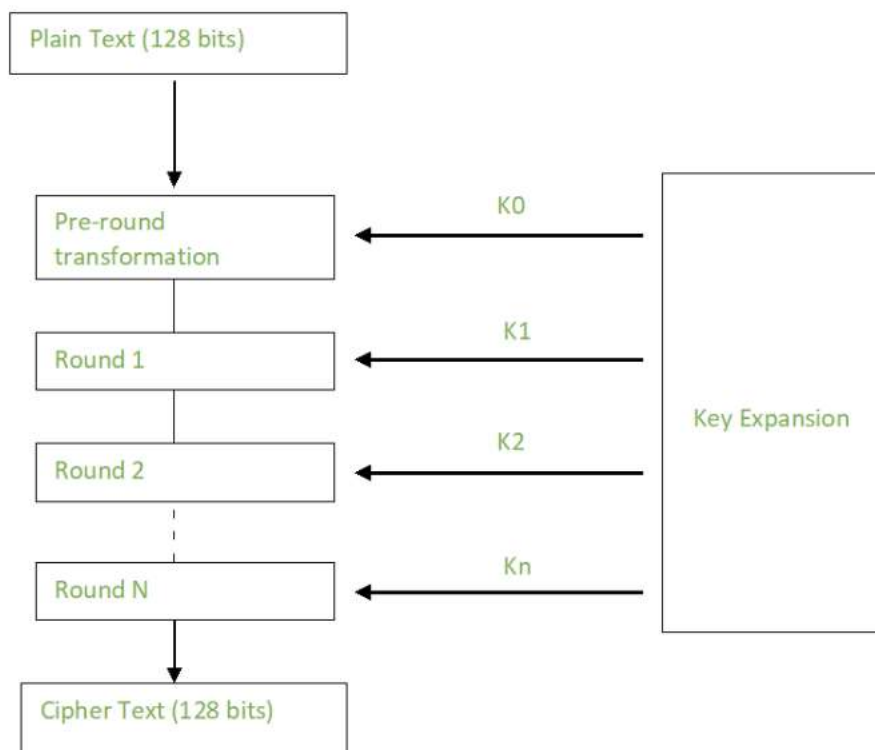 Plain Text (128 bits)
Pre-round
transformation
K0
Round 1
K1
Key Expansion
Round 2
K2
Round N
Kn
Cipher Text (128 bits)